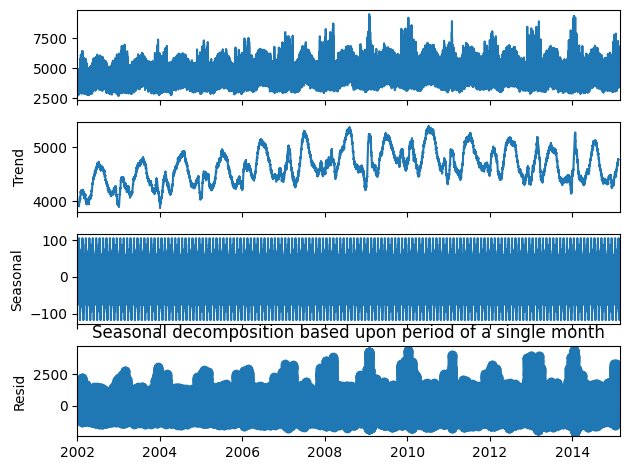 7500
5000
2500
Trend
5000
4000
Seasonal
100
0
−100
Seasonal decomposition based upon period of a single month
Resid
2500
0
2002 2004 2006 2008 2010 2012 2014